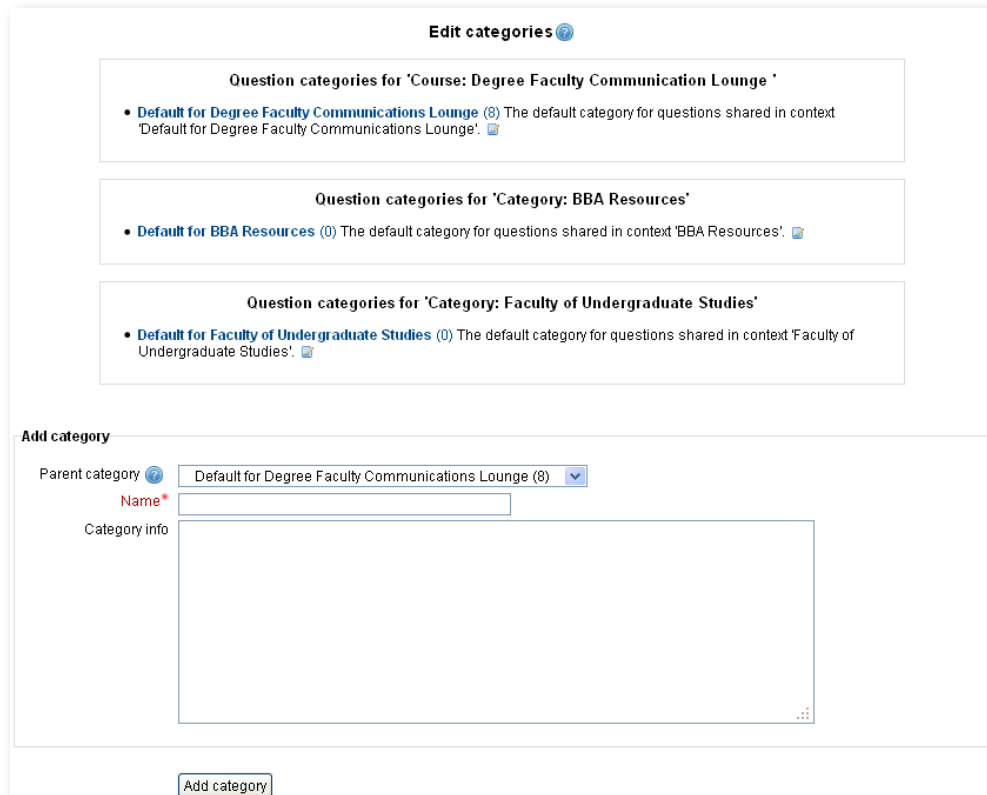 Edit categories
Question categories for 'Course: Degree Faculty Communication Lounge '
• Default for Degree Faculty Communications Lounge (8) The default category for questions shared in context
'Default for Degree Faculty Communications Lounge'.
Question categories for 'Category: BBA Resources'
• Default for BBA Resources (0) The default category for questions shared in context 'BBA Resources'.
Question categories for 'Category: Faculty of Undergraduate Studies'
• Default for Faculty of Undergraduate Studies (0) The default category for questions shared in context 'Faculty of
Undergraduate Studies'.
Add category
Parent category Default for Degree Faculty Communications Lounge (8)
Name*
Category info
Add category